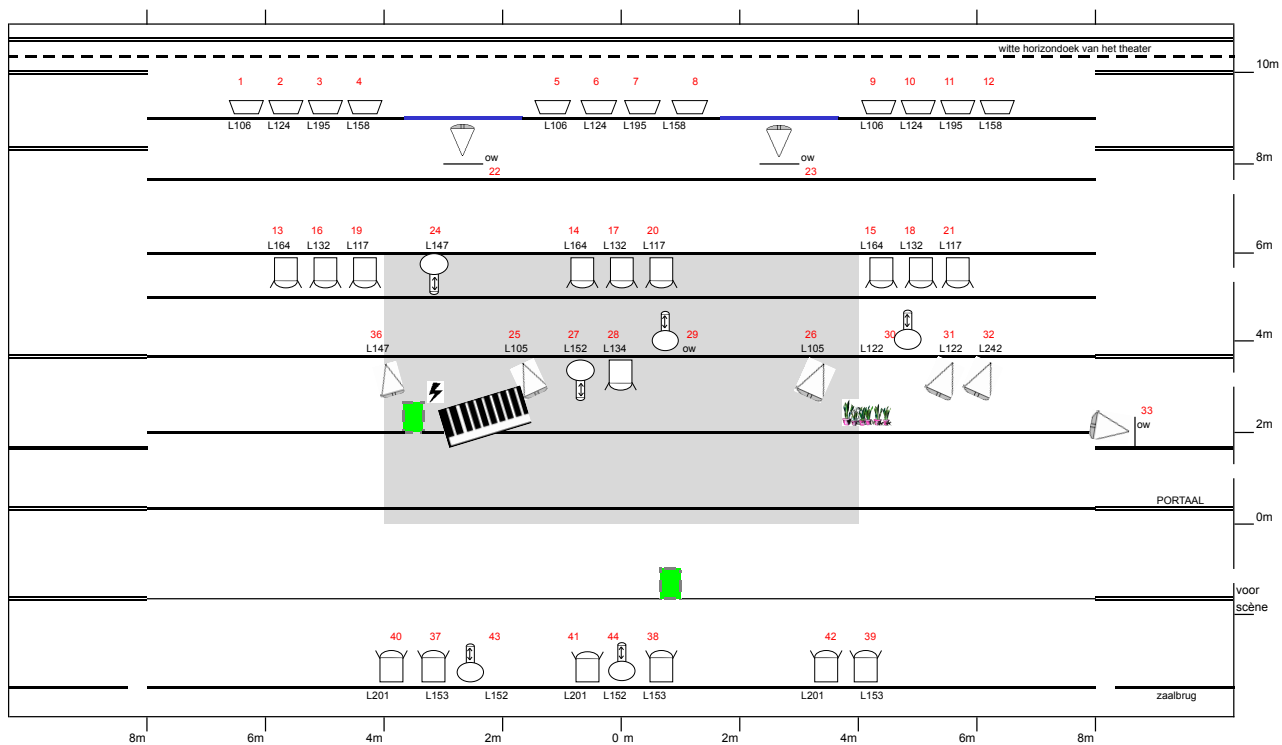 witte horizondoek van het theater
10m
1 2 3 4 5 6 7 8 9 10 11 12
L106 L124 L195 L158 L106 L124 L195 L158 L106 L124 L195 L158
ow ow
8m
22 23
13 16 19 24 14 17 20 15 18 21
L164 L132 L117 L147 L164 L132 L117 L164 L132 L117
6m
36 25 27 28 29 26 30 31 32
4m
L147 L105 L152 L134 ow L105 L122 L122 L242
33
ow
2m
PORTAAL
0m
voor
scène
40 37 43 41 44 38 42 39
L201 L153 L152 L201 L152 L153 L201 L153
zaalbrug
8m 6m 4m 2m 0 m 2m 4m 6m 8m